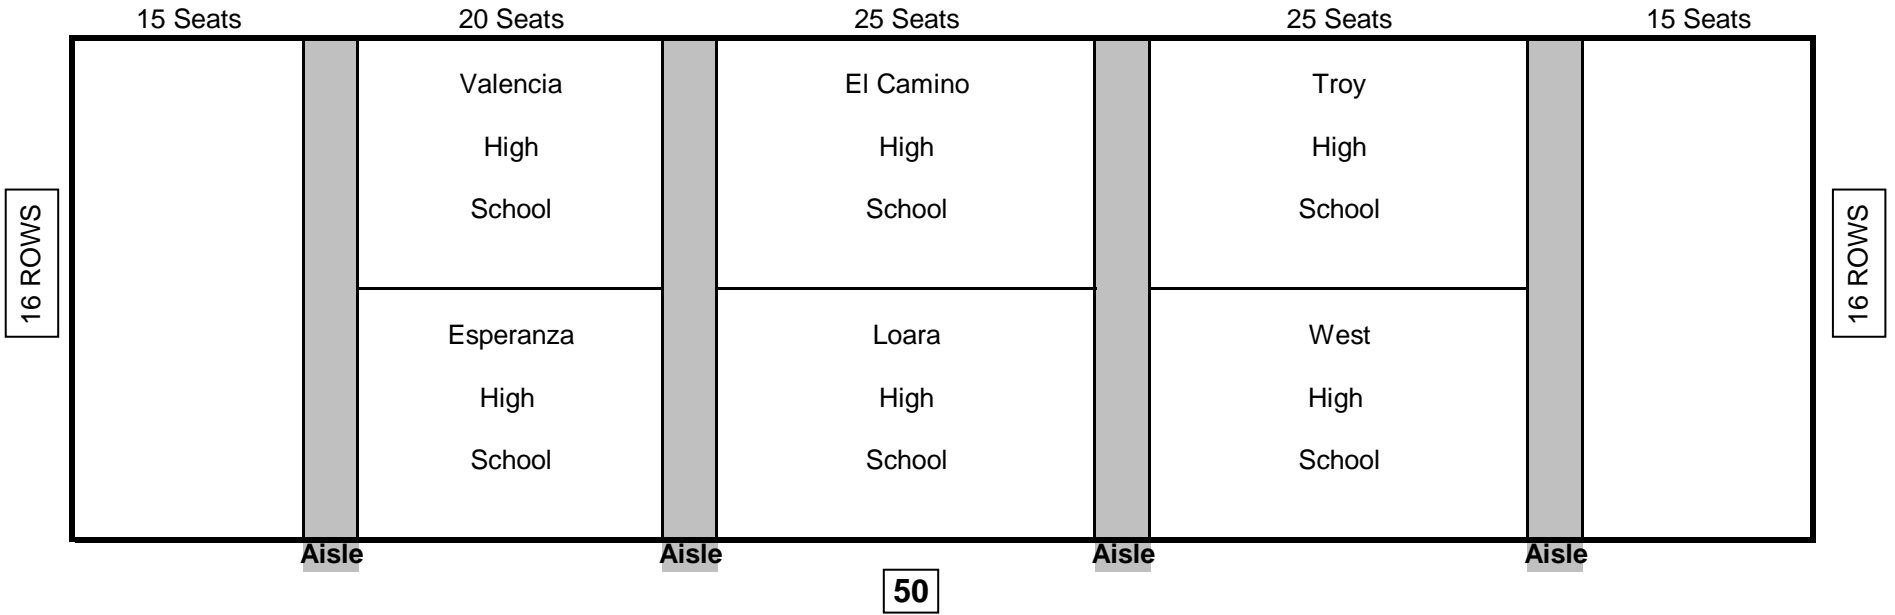 15 Seats 20 Seats 25 Seats 25 Seats 15 Seats
Valencia El Camino Troy
High High High
School School School
16 ROWS 16 ROWS
Esperanza Loara West
High High High
School School School
Aisle Aisle Aisle Aisle
50